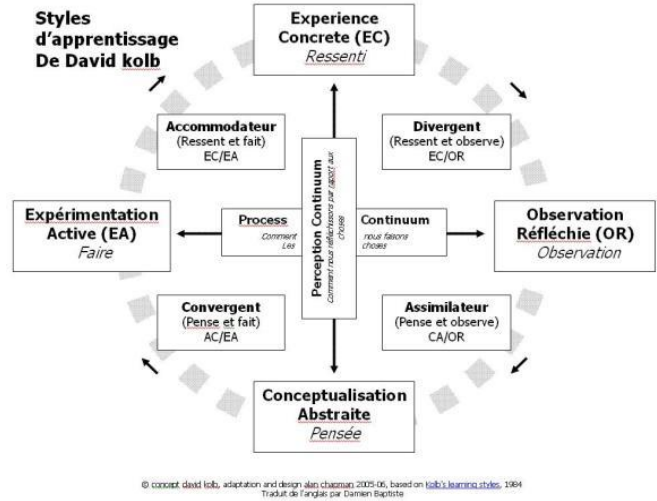 Styles
d'apprentissage
De David kolb
Experience
Concrete (EC)
Ressenti
Accommodateur
(Ressent et fait)
EC/EA
Divergent
(Ressent et observe)
EC/OR
Expérimentation
Active (EA)
Faire
Process
Comment
Les
Perception Continuum
Comment nous réfléchissons par raport aux
choses
Continuum
nous faisons
choses
Observation
Réfléchie (OR)
Observation
Convergent
(Pense et fait)
AC/EA
Assimilateur
(Pense et observe)
CA/OR
Conceptualisation
Abstraite
Pensée
© concept david kolb, adaptation and design alan chapman 2005-06, based on Kolb's learning styles, 1984
Traduit de l'anglais par Damien Baptiste